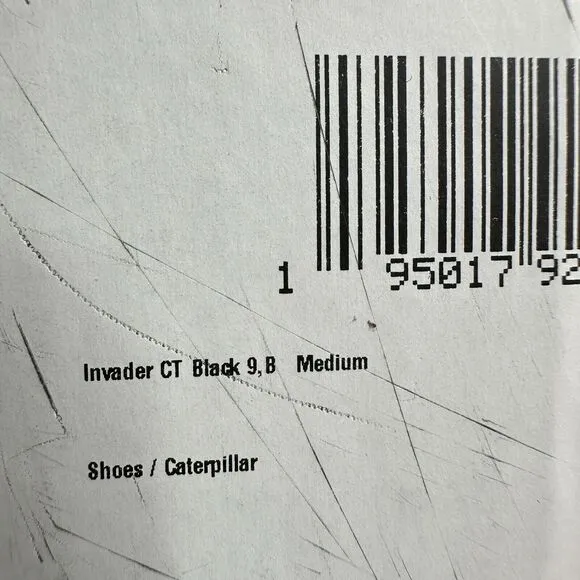 1 95017 92
Invader CT Black 9, B Medium
Shoes / Caterpillar